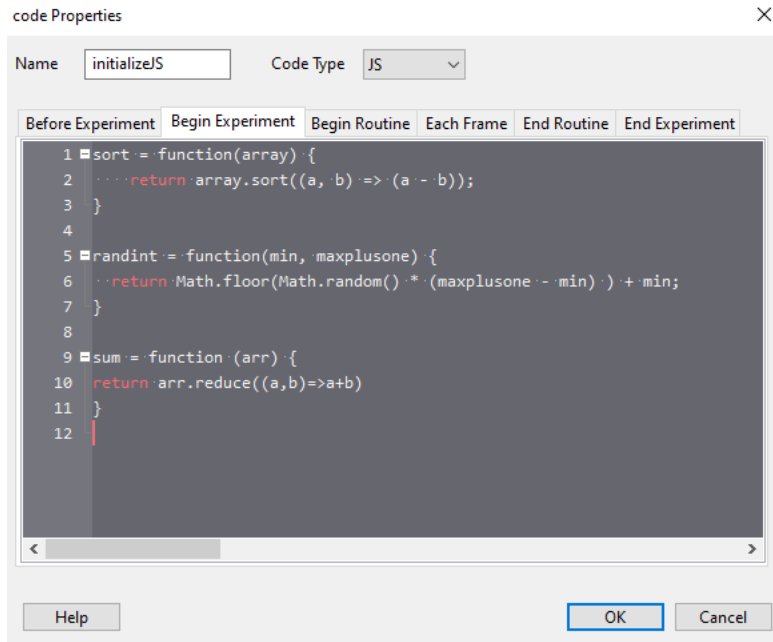 code Properties
Name initializeJS Code Type JS
Before Experiment Begin Experiment Begin Routine Each Frame End Routine End Experiment
1 sort = function(array) {
2     return array.sort((a, b) => (a - b));
3 }
4
5 randint = function(min, maxplusone) {
6   return Math.floor(Math.random() * (maxplusone - min) ) + min;
7 }
8
9 sum = function (arr) {
10 return arr.reduce((a,b)=>a+b)
11 }
12
Help OK Cancel